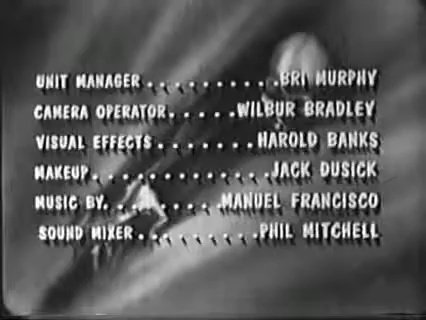 UNIT MANAGER.........BRI MURPHY
CAMERA OPERATOR.....WILBUR BRADLEY
VISUAL EFFECTS.......HAROLD BANKS
MAKEUP.............JACK DUSICK
MUSIC BY........MANUEL FRANCISCO
SOUND MIXER........PHIL MITCHELL